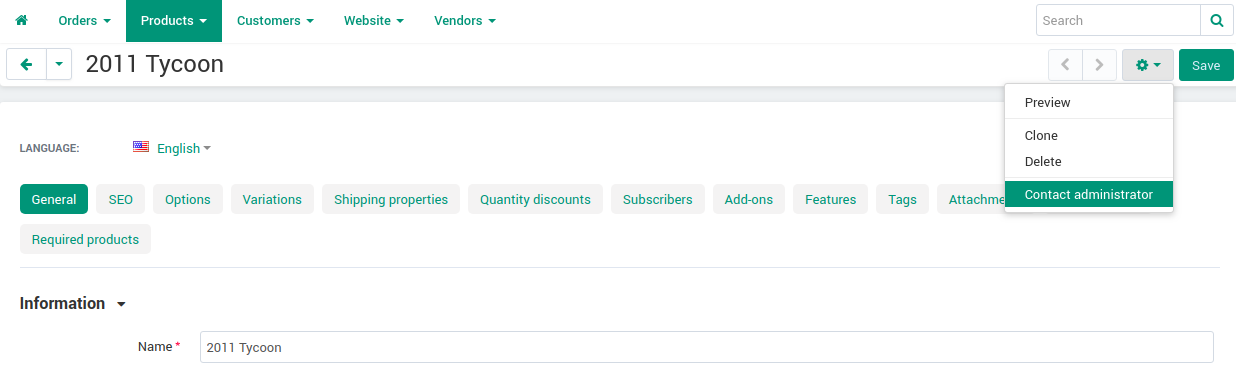 Orders Products Customers Website Vendors Search
2011 Tycoon Save
Preview
Clone
Delete
Contact administrator
LANGUAGE: English
General SEO Options Variations Shipping properties Quantity discounts Subscribers Add-ons Features Tags Attachme
Required products
Information
Name * 2011 Tycoon